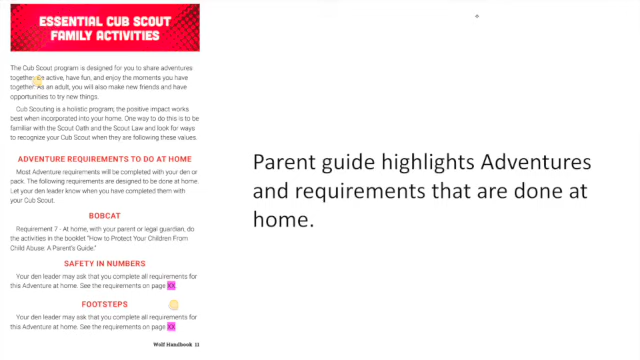 ESSENTIAL CUB SCOUT
FAMILY ACTIVITIES
The Cub Scout program is designed for you to share adventures
together. active, have fun, and enjoy the moments you have
together. As an adult, you will also make new friends and have
opportunities to try new things.
Cub Scouting is a holistic program; the positive impact works
best when incorporated into your home. One way to do this is to be
familiar with the Scout Oath and the Scout Law and look for ways
to recognize your Cub Scout when they are following these values.
ADVENTURE REQUIREMENTS TO DO AT HOME
Most Adventure requirements will be completed with your den or
pack. The following requirements are designed to be done at home.
Let your den leader know when you have completed them with
your Cub Scout.
BOBCAT
Requirement 7 - At home, with your parent or legal guardian, do
the activities in the booklet "How to Protect Your Children From
Child Abuse: A Parent's Guide."
SAFETY IN NUMBERS
Your den leader may ask that you complete all requirements for
this Adventure at home. See the requirements on page XX
FOOTSTEPS
Your den leader may ask that you complete all requirements for
this Adventure at home. See the requirements on page XX
Wolf Handbook 11
Parent guide highlights Adventures
and requirements that are done at
home.